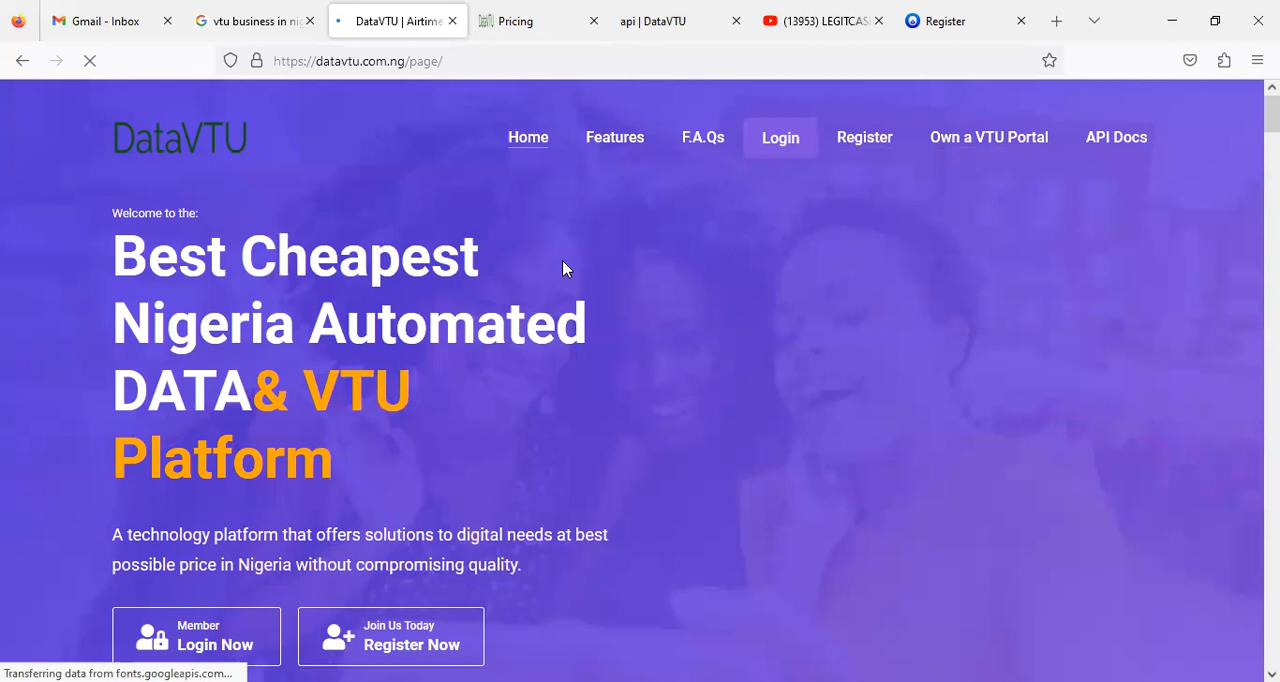 Gmail - Inbox
vtu business in nig
DataVTU | Airtime
Pricing
api | DataVTU
(13953) LEGITCAS
Register
https://datavtu.com.ng/page/
DataVTU
Home
Features
F.A.Qs
Login
Register
Own a VTU Portal
API Docs
Welcome to the:
Best Cheapest
Nigeria Automated
DATA& VTU
Platform
A technology platform that offers solutions to digital needs at best
possible price in Nigeria without compromising quality.
Member
Login Now
Join Us Today
Register Now
Transferring data from fonts.googleapis.com...